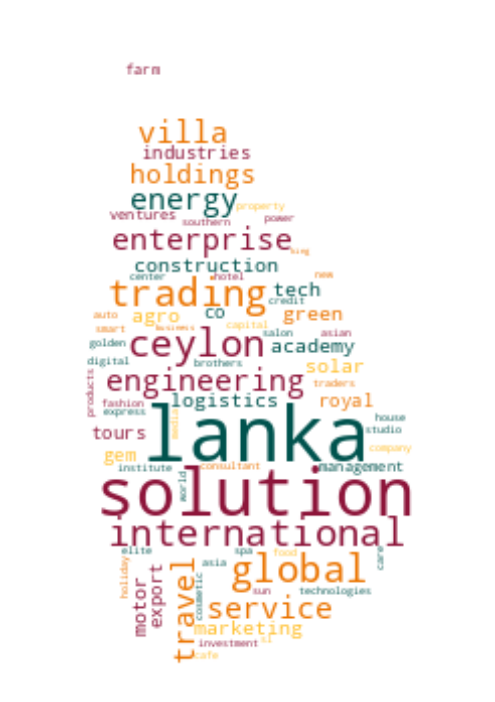 farm
villa
industries
holdings
energy property
ventures southern power
enterprise king
construction
center hotel new
trading tech credit
auto agro co green
smart business capital salon asian
golden ceylon academy
digital brothers solar
products engineering traders
fashion logistics royal
express media house
tours lanka studio
gem company
institute consultant management
world
solution
international
elite spa food care
holiday asia global
motor export travel cosmetic sun technologies
service
marketing
investment sl
cafe